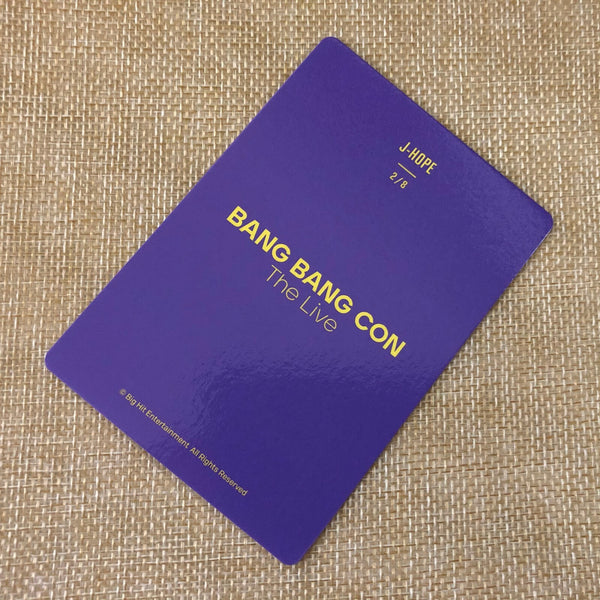 J-HOPE
2/8
BANG BANG CON
The Live
© Big Hit Entertainment. All Rights Reserved